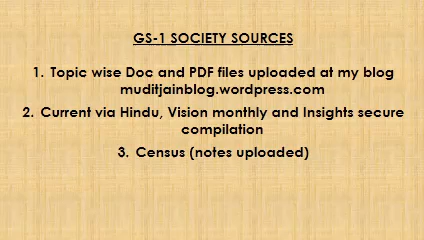 GS-1 SOCIETY SOURCES
1. Topic wise Doc and PDF files uploaded at my blog
muditjainblog.wordpress.com
2. Current via Hindu, Vision monthly and Insights secure
compilation
3. Census (notes uploaded)